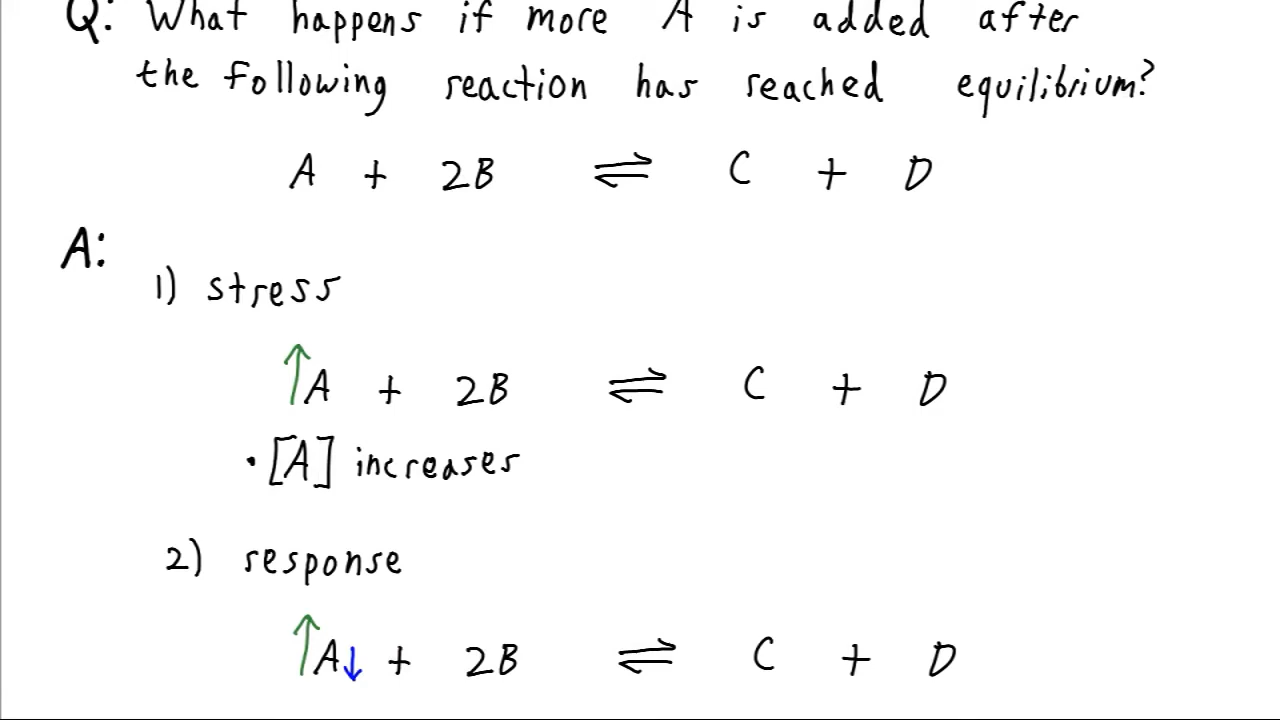 Q: What happens if more A is added after
the following reaction has reached equilibrium?
A + 2B ⇌ C + D
A:
1) stress
↑A + 2B ⇌ C + D
• [A] increases
2) response
↑A↓ + 2B ⇌ C + D